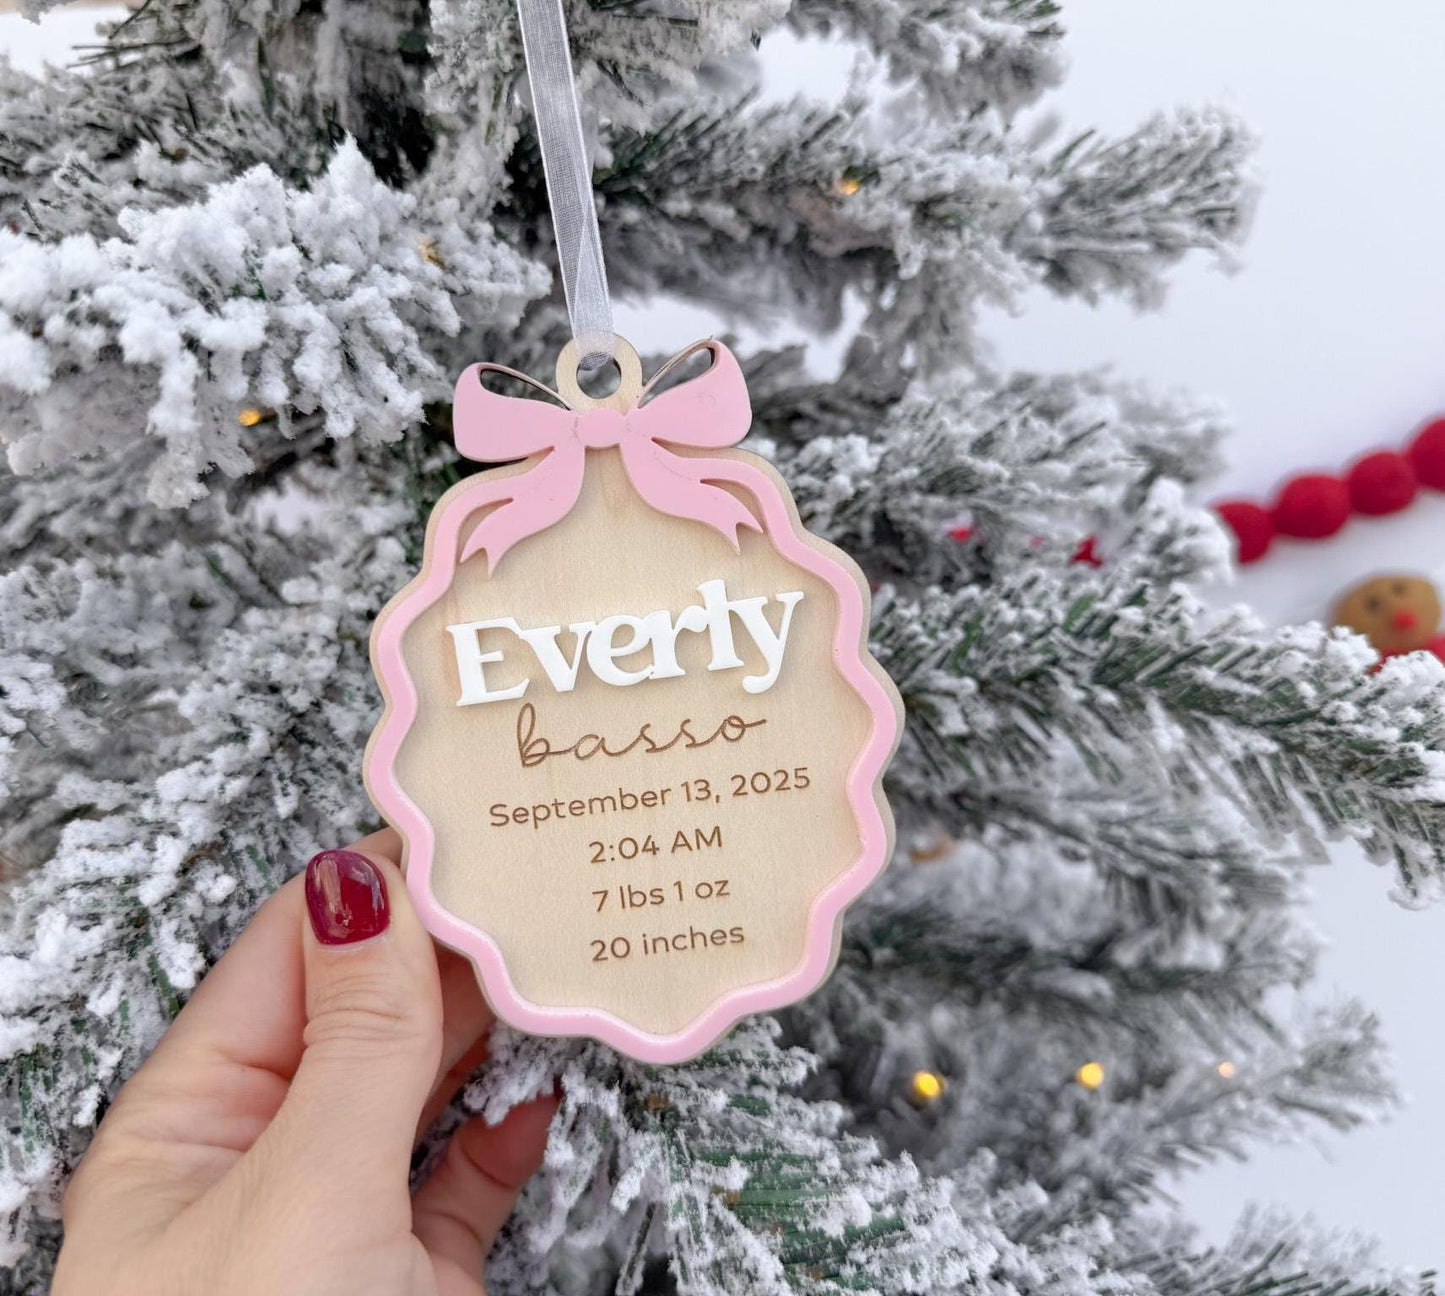 Everly
basso
September 13, 2025
2:04 AM
7 lbs 1 oz
20 inches